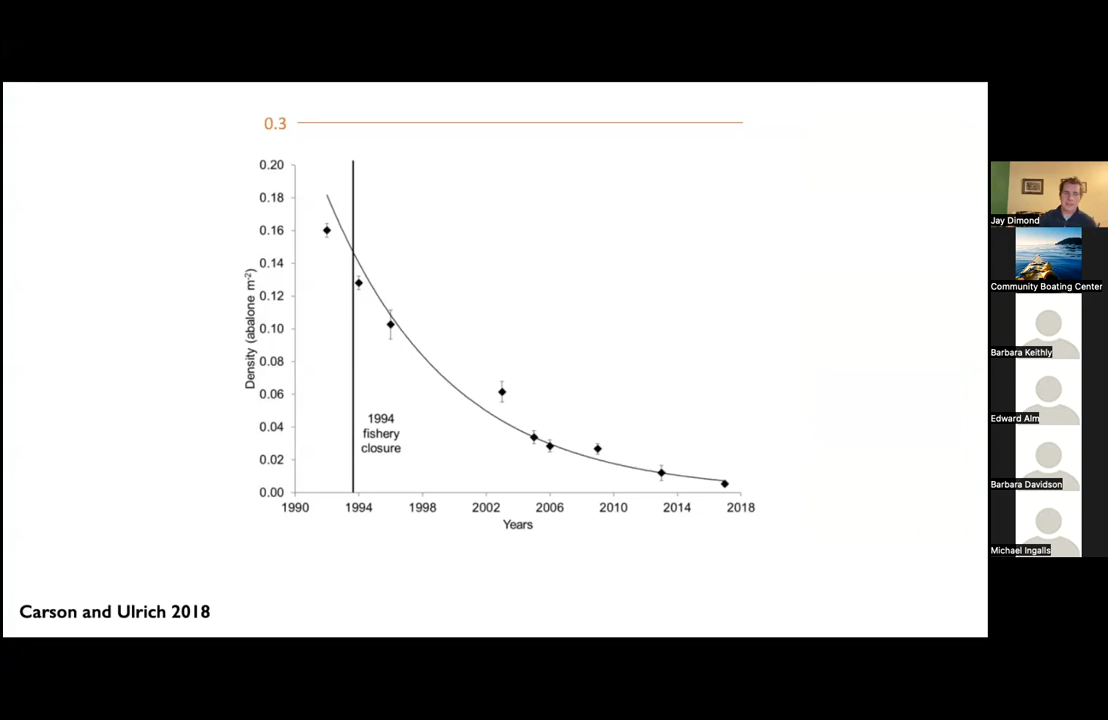 0.3
0.20
0.18
0.16
0.14
0.12
0.10
0.08
0.06
0.04
0.02
0.00
Density (abalone m-2)
1994
fishery
closure
1990 1994 1998 2002 2006 2010 2014 2018
Years
Carson and Ulrich 2018
Jay Dimond
Community Boating Center
Barbara Keithly
Edward Alm
Barbara Davidson
Michael Ingalls